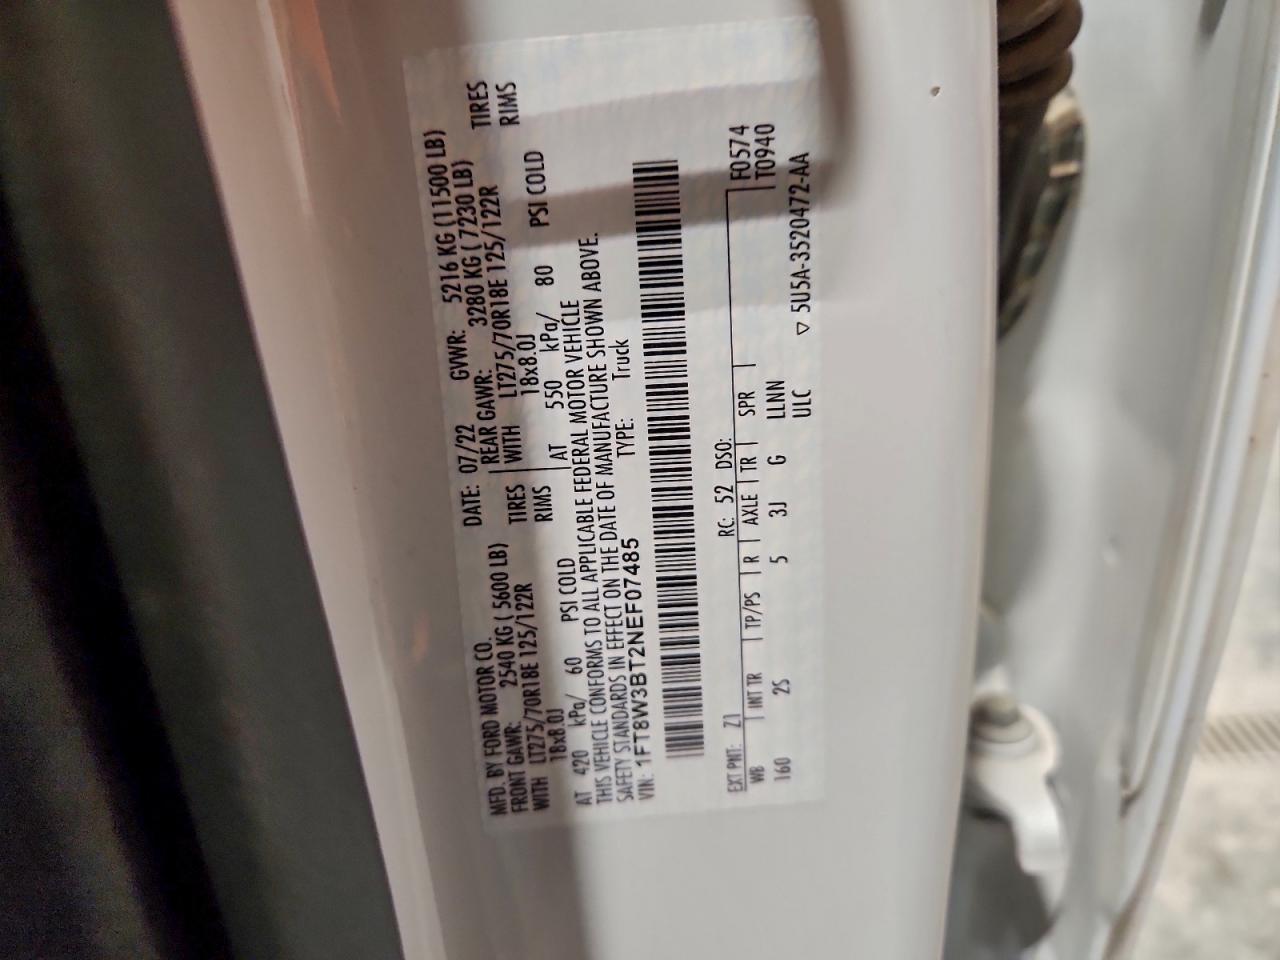 MFD. BY FORD MOTOR CO. DATE: 07/22 GVWR: 5216 KG (11500 LB)
FRONT GAWR: 2540 KG ( 5600 LB) REAR GAWR: 3280 KG ( 7230 LB)
WITH LT275/70R18E 125/122R TIRES WITH LT275/70R18E 125/122R TIRES
18x8.0J RIMS 18x8.0J RIMS
AT 420 kPa/ 60 PSI COLD AT 550 kPa/ 80 PSI COLD
THIS VEHICLE CONFORMS TO ALL APPLICABLE FEDERAL MOTOR VEHICLE
SAFETY STANDARDS IN EFFECT ON THE DATE OF MANUFACTURE SHOWN ABOVE.
VIN: 1FT8W3BT2NEF07485 TYPE: Truck
EXT PNT: Z1 RC: 52 DSO: F0574
WB INT TR TP/PS R AXLE TR SPR T0940
160 2S 5 3J G LLNN
ULC ▽ 5U5A-3520472-AA